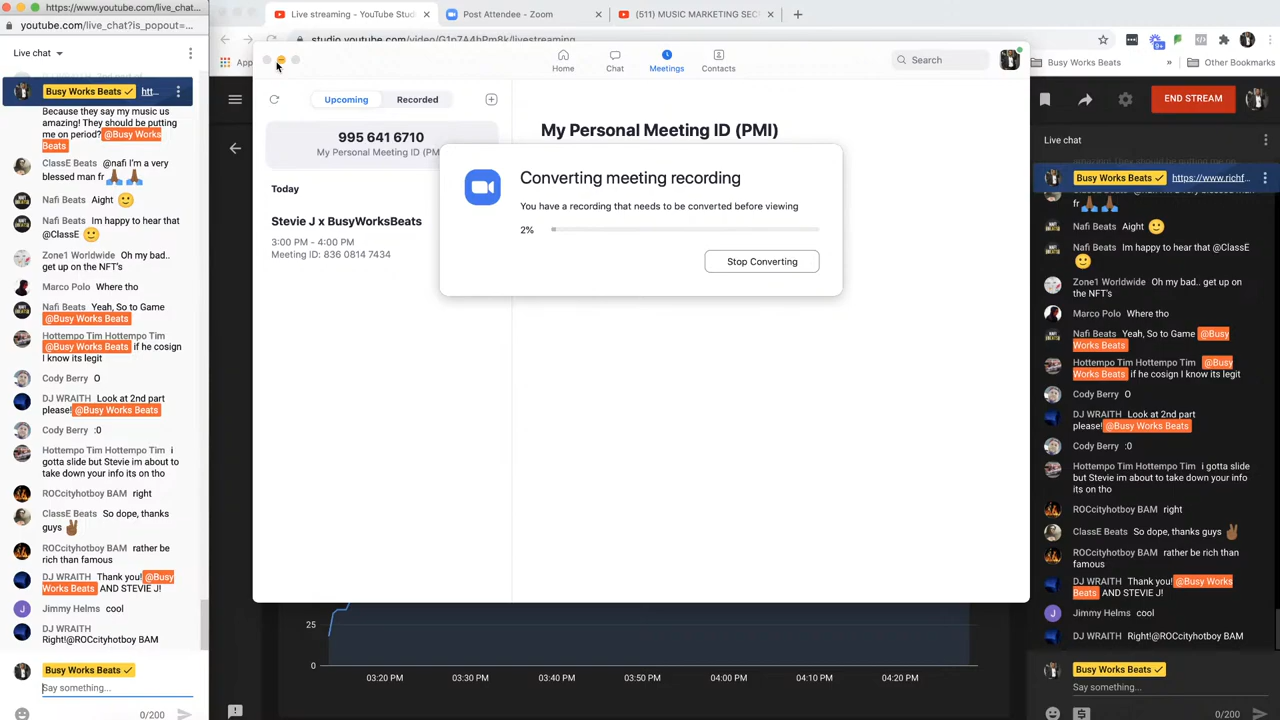 https://www.youtube.com/live_chat...
youtube.com/live_chat?is_popout=...
Live chat
Busy Works Beats htt...
Because they say my music us
amazing! They should be putting
me on period? @Busy Works
Beats
ClassE Beats @nafi I'm a very
blessed man fr
Nafi Beats Aight
Nafi Beats Im happy to hear that
@ClassE
Zone1 Worldwide Oh my bad..
get up on the NFT's
Marco Polo Where tho
Nafi Beats Yeah, So to Game
@Busy Works Beats
Hottempo Tim Hottempo Tim
@Busy Works Beats if he cosign
I know its legit
Cody Berry O
DJ WRAITH Look at 2nd part
please! @Busy Works Beats
Cody Berry :0
Hottempo Tim Hottempo Tim i
gotta slide but Stevie im about to
take down your info its on tho
ROCcityhotboy BAM right
ClassE Beats So dope, thanks
guys
ROCcityhotboy BAM rather be
rich than famous
DJ WRAITH Thank you! @Busy
Works Beats AND STEVIE J!
Jimmy Helms cool
DJ WRAITH
Right!@ROCcityhotboy BAM
Busy Works Beats
Say something...
0/200
Live streaming - YouTube Studi
Post Attendee - Zoom
(511) MUSIC MARKETING SEC
studio.youtube.com/video/G1p7A4hPm8k/livestreaming
9+
App
Busy Works Beats
»
Other Bookmarks
Home
Chat
Meetings
Contacts
Search
Upcoming
Recorded
995 641 6710
My Personal Meeting ID (PM
Today
Stevie J x BusyWorksBeats
3:00 PM - 4:00 PM
Meeting ID: 836 0814 7434
My Personal Meeting ID (PMI)
Converting meeting recording
You have a recording that needs to be converted before viewing
2%
Stop Converting
25
0
03:20 PM
03:30 PM
03:40 PM
03:50 PM
04:00 PM
04:10 PM
04:20 PM
END STREAM
Live chat
Busy Works Beats https://www.richf...
fr
Nafi Beats Aight
Nafi Beats Im happy to hear that @ClassE
Zone1 Worldwide Oh my bad.. get up on
the NFT's
Marco Polo Where tho
Nafi Beats Yeah, So to Game @Busy
Works Beats
Hottempo Tim Hottempo Tim @Busy
Works Beats if he cosign I know its legit
Cody Berry O
DJ WRAITH Look at 2nd part
please! @Busy Works Beats
Cody Berry :0
Hottempo Tim Hottempo Tim i gotta slide
but Stevie im about to take down your info
its on tho
ROCcityhotboy BAM right
ClassE Beats So dope, thanks guys
ROCcityhotboy BAM rather be rich than
famous
DJ WRAITH Thank you! @Busy Works
Beats AND STEVIE J!
Jimmy Helms cool
DJ WRAITH Right!@ROCcityhotboy BAM
Busy Works Beats
Say something...
0/200